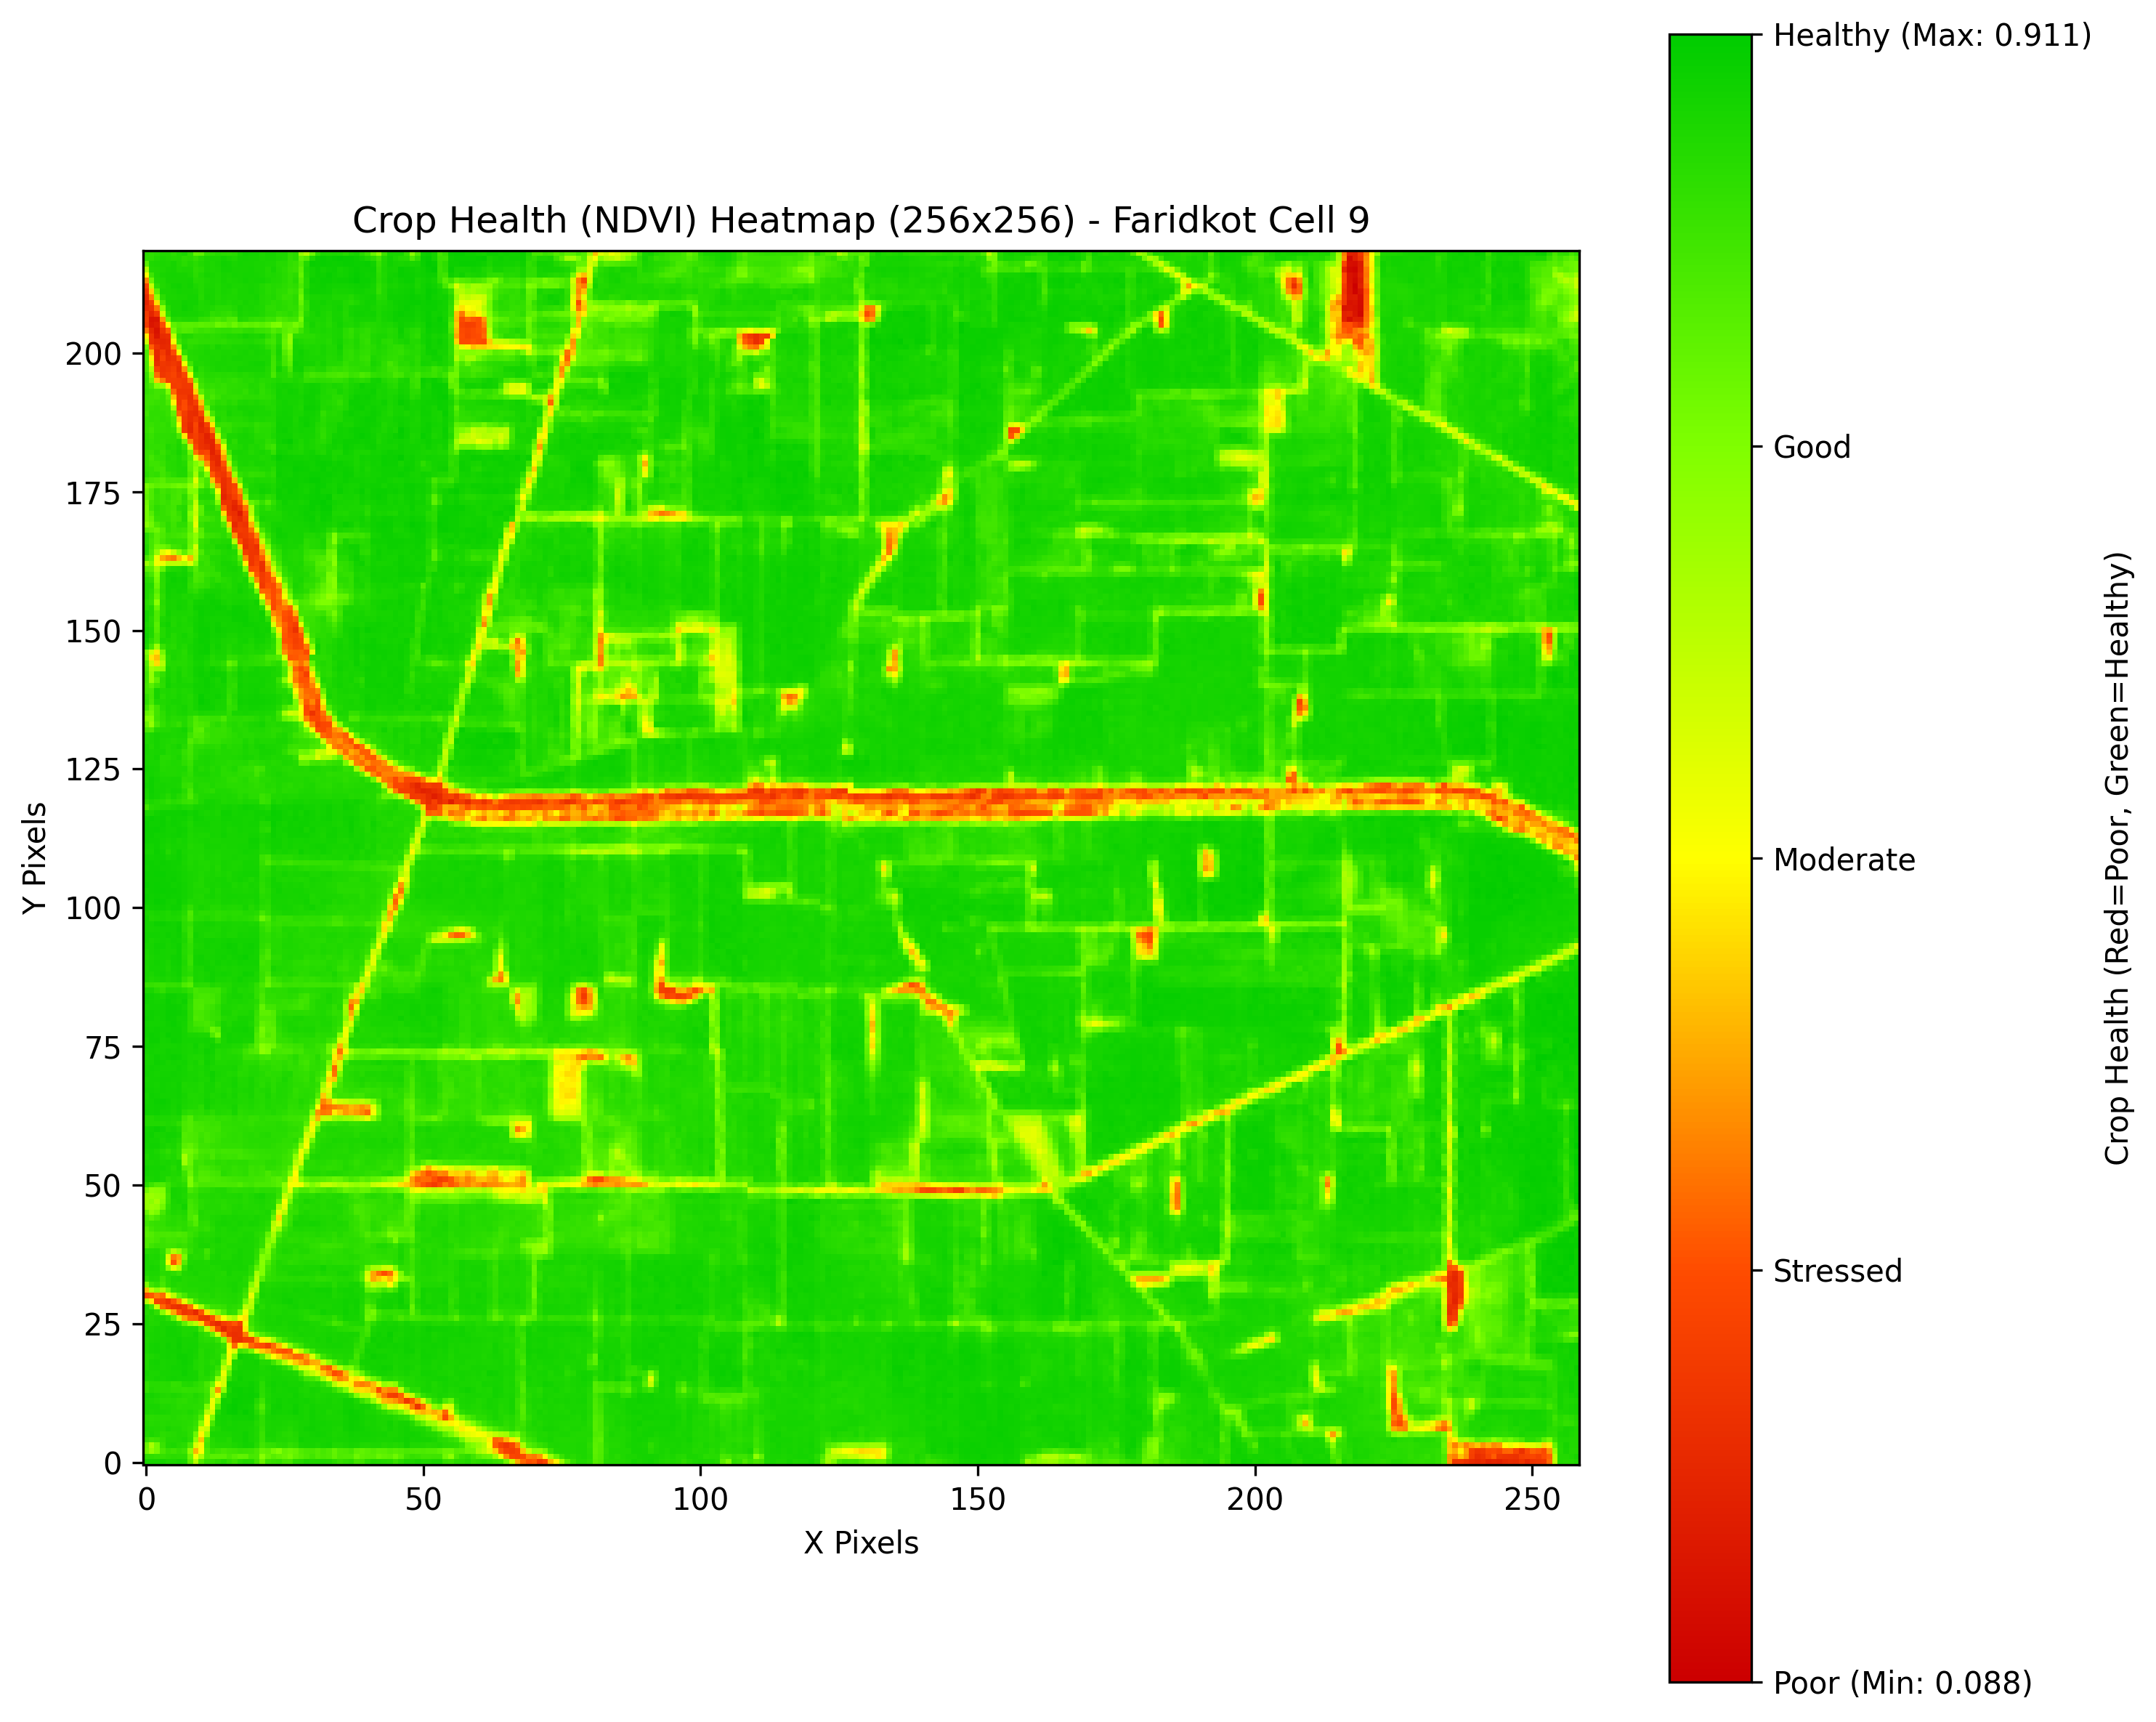 Crop Health (NDVI) Heatmap (256x256) - Faridkot Cell 9
Y Pixels
200
175
150
125
100
75
50
25
0
0 50 100 150 200 250
X Pixels
Healthy (Max: 0.911)
Good
Moderate
Stressed
Poor (Min: 0.088)
Crop Health (Red=Poor, Green=Healthy)